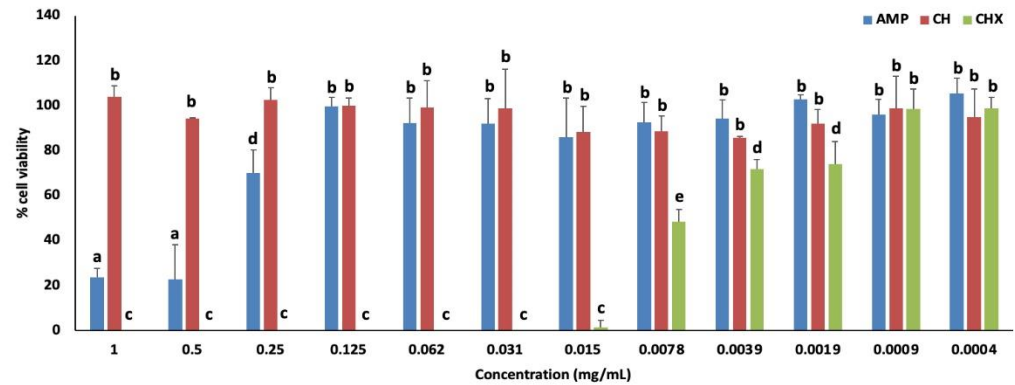 140
AMP CH CHX
120
100
80
60
40
20
0
% cell viability
a b c
a b c
d b c
b b c
b b c
b b c
b b c
b b e
b b d
b b d
b b b
b b b
1 0.5 0.25 0.125 0.062 0.031 0.015 0.0078 0.0039 0.0019 0.0009 0.0004
Concentration (mg/mL)